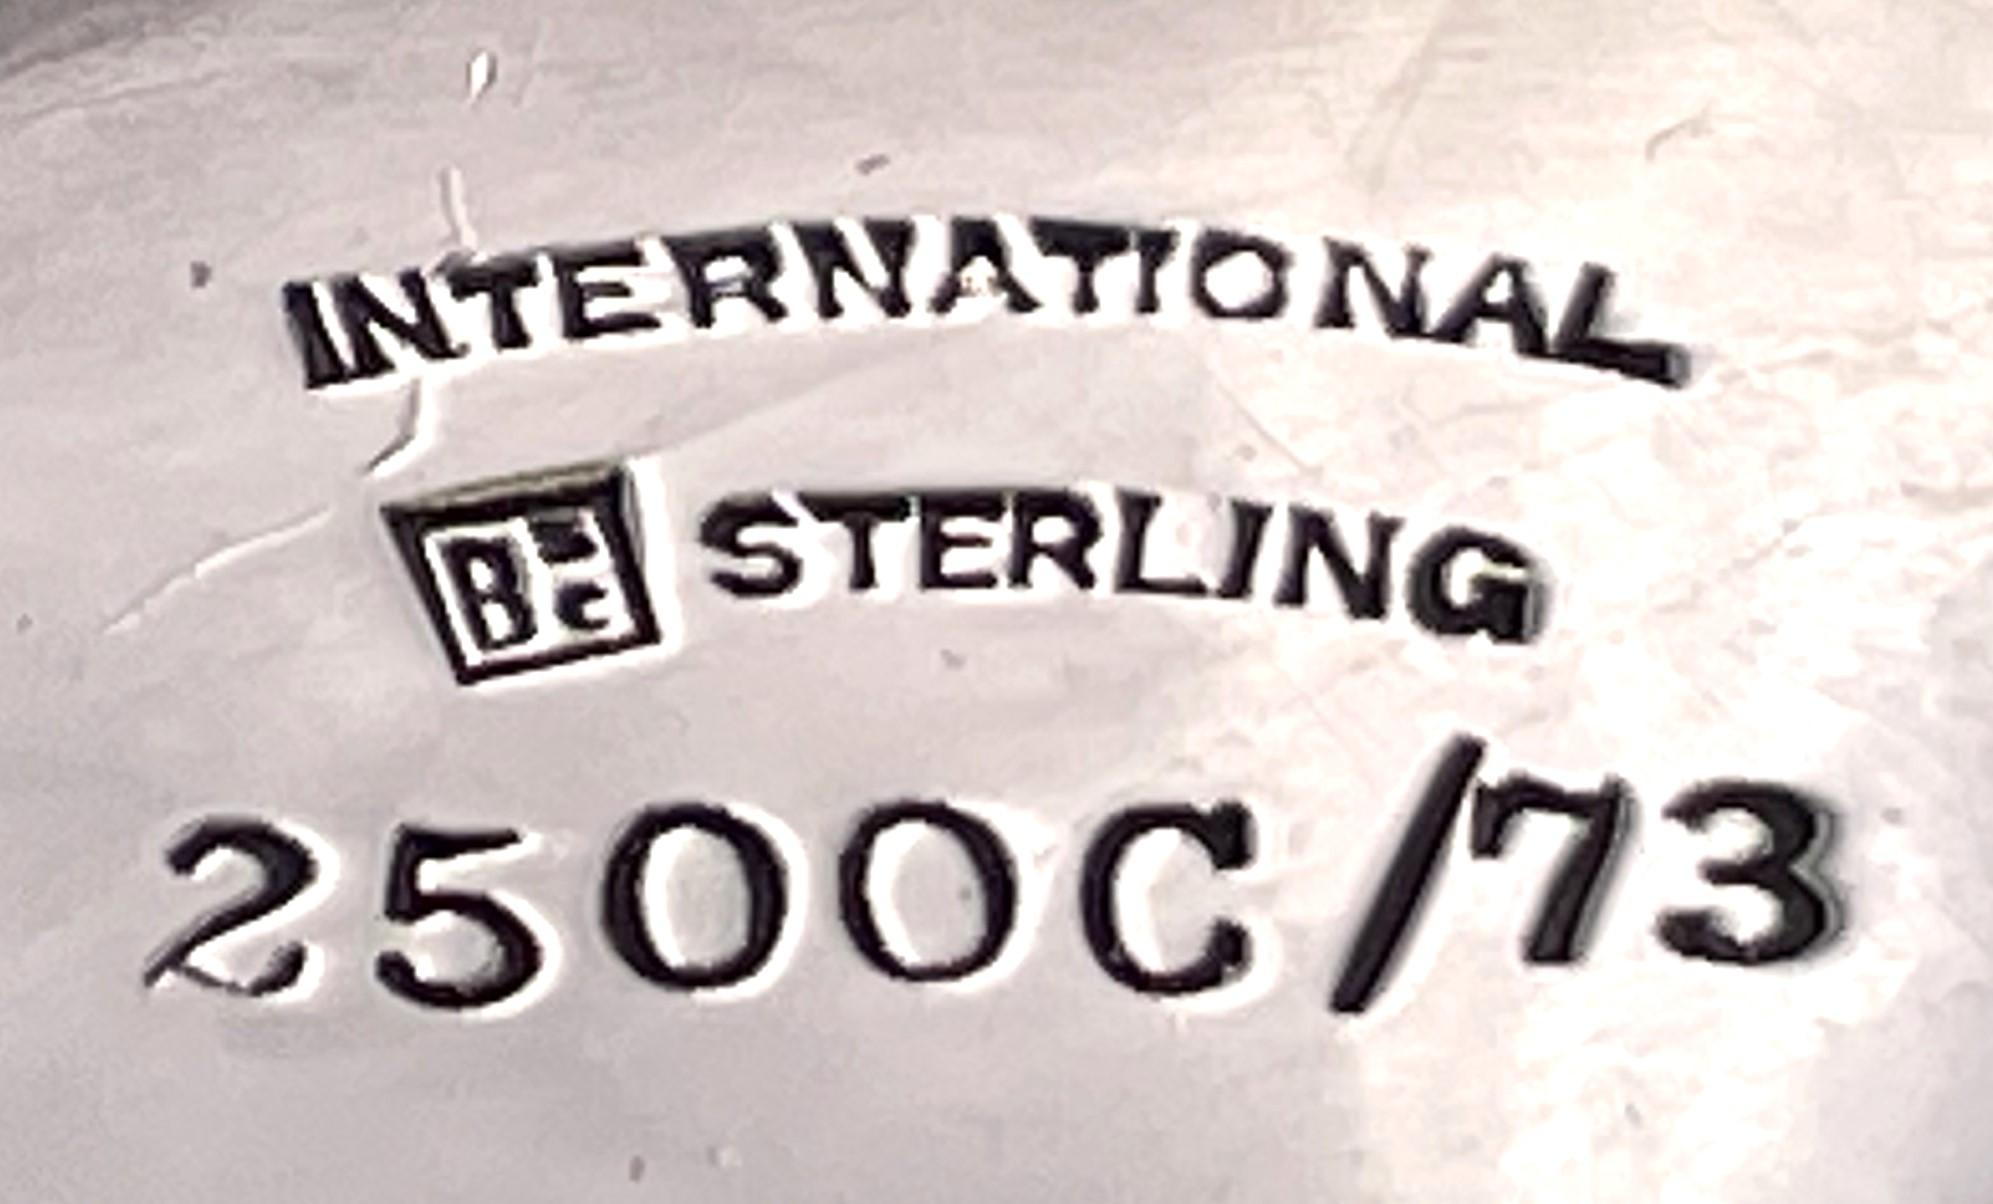 INTERNATIONAL
STERLING
2500C/73